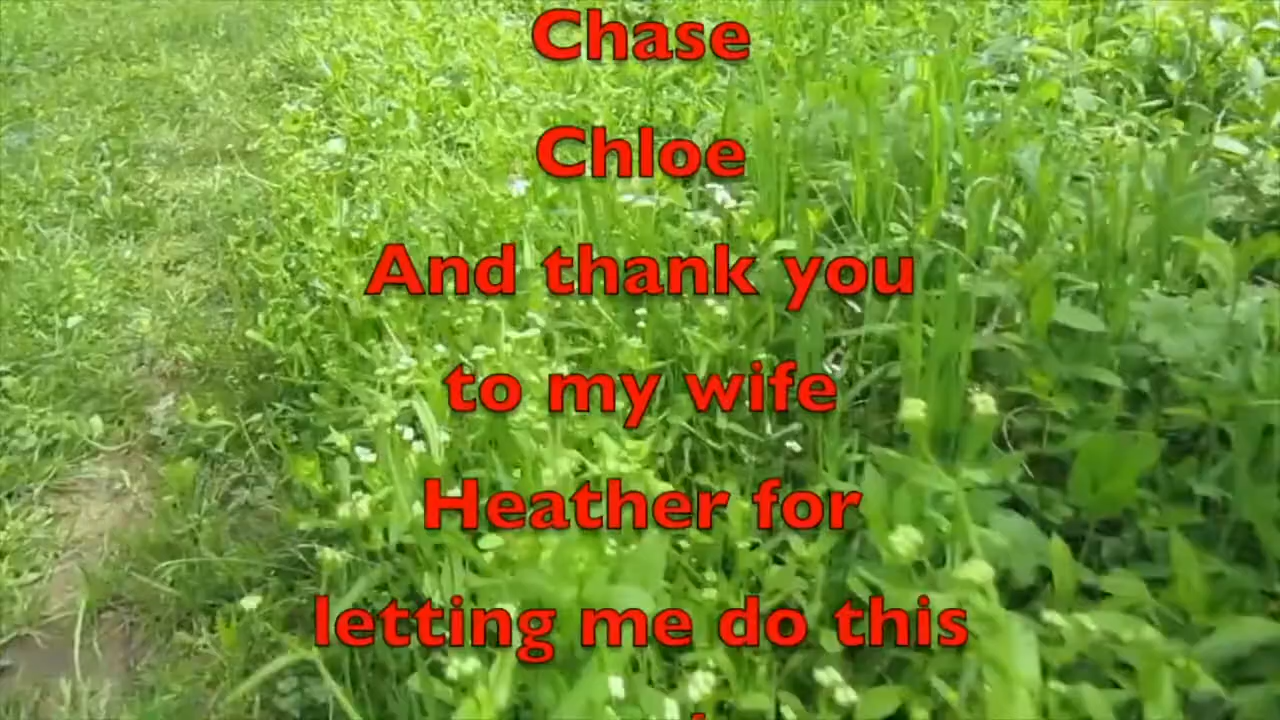 Chase
Chloe
And thank you
to my wife
Heather for
letting me do this